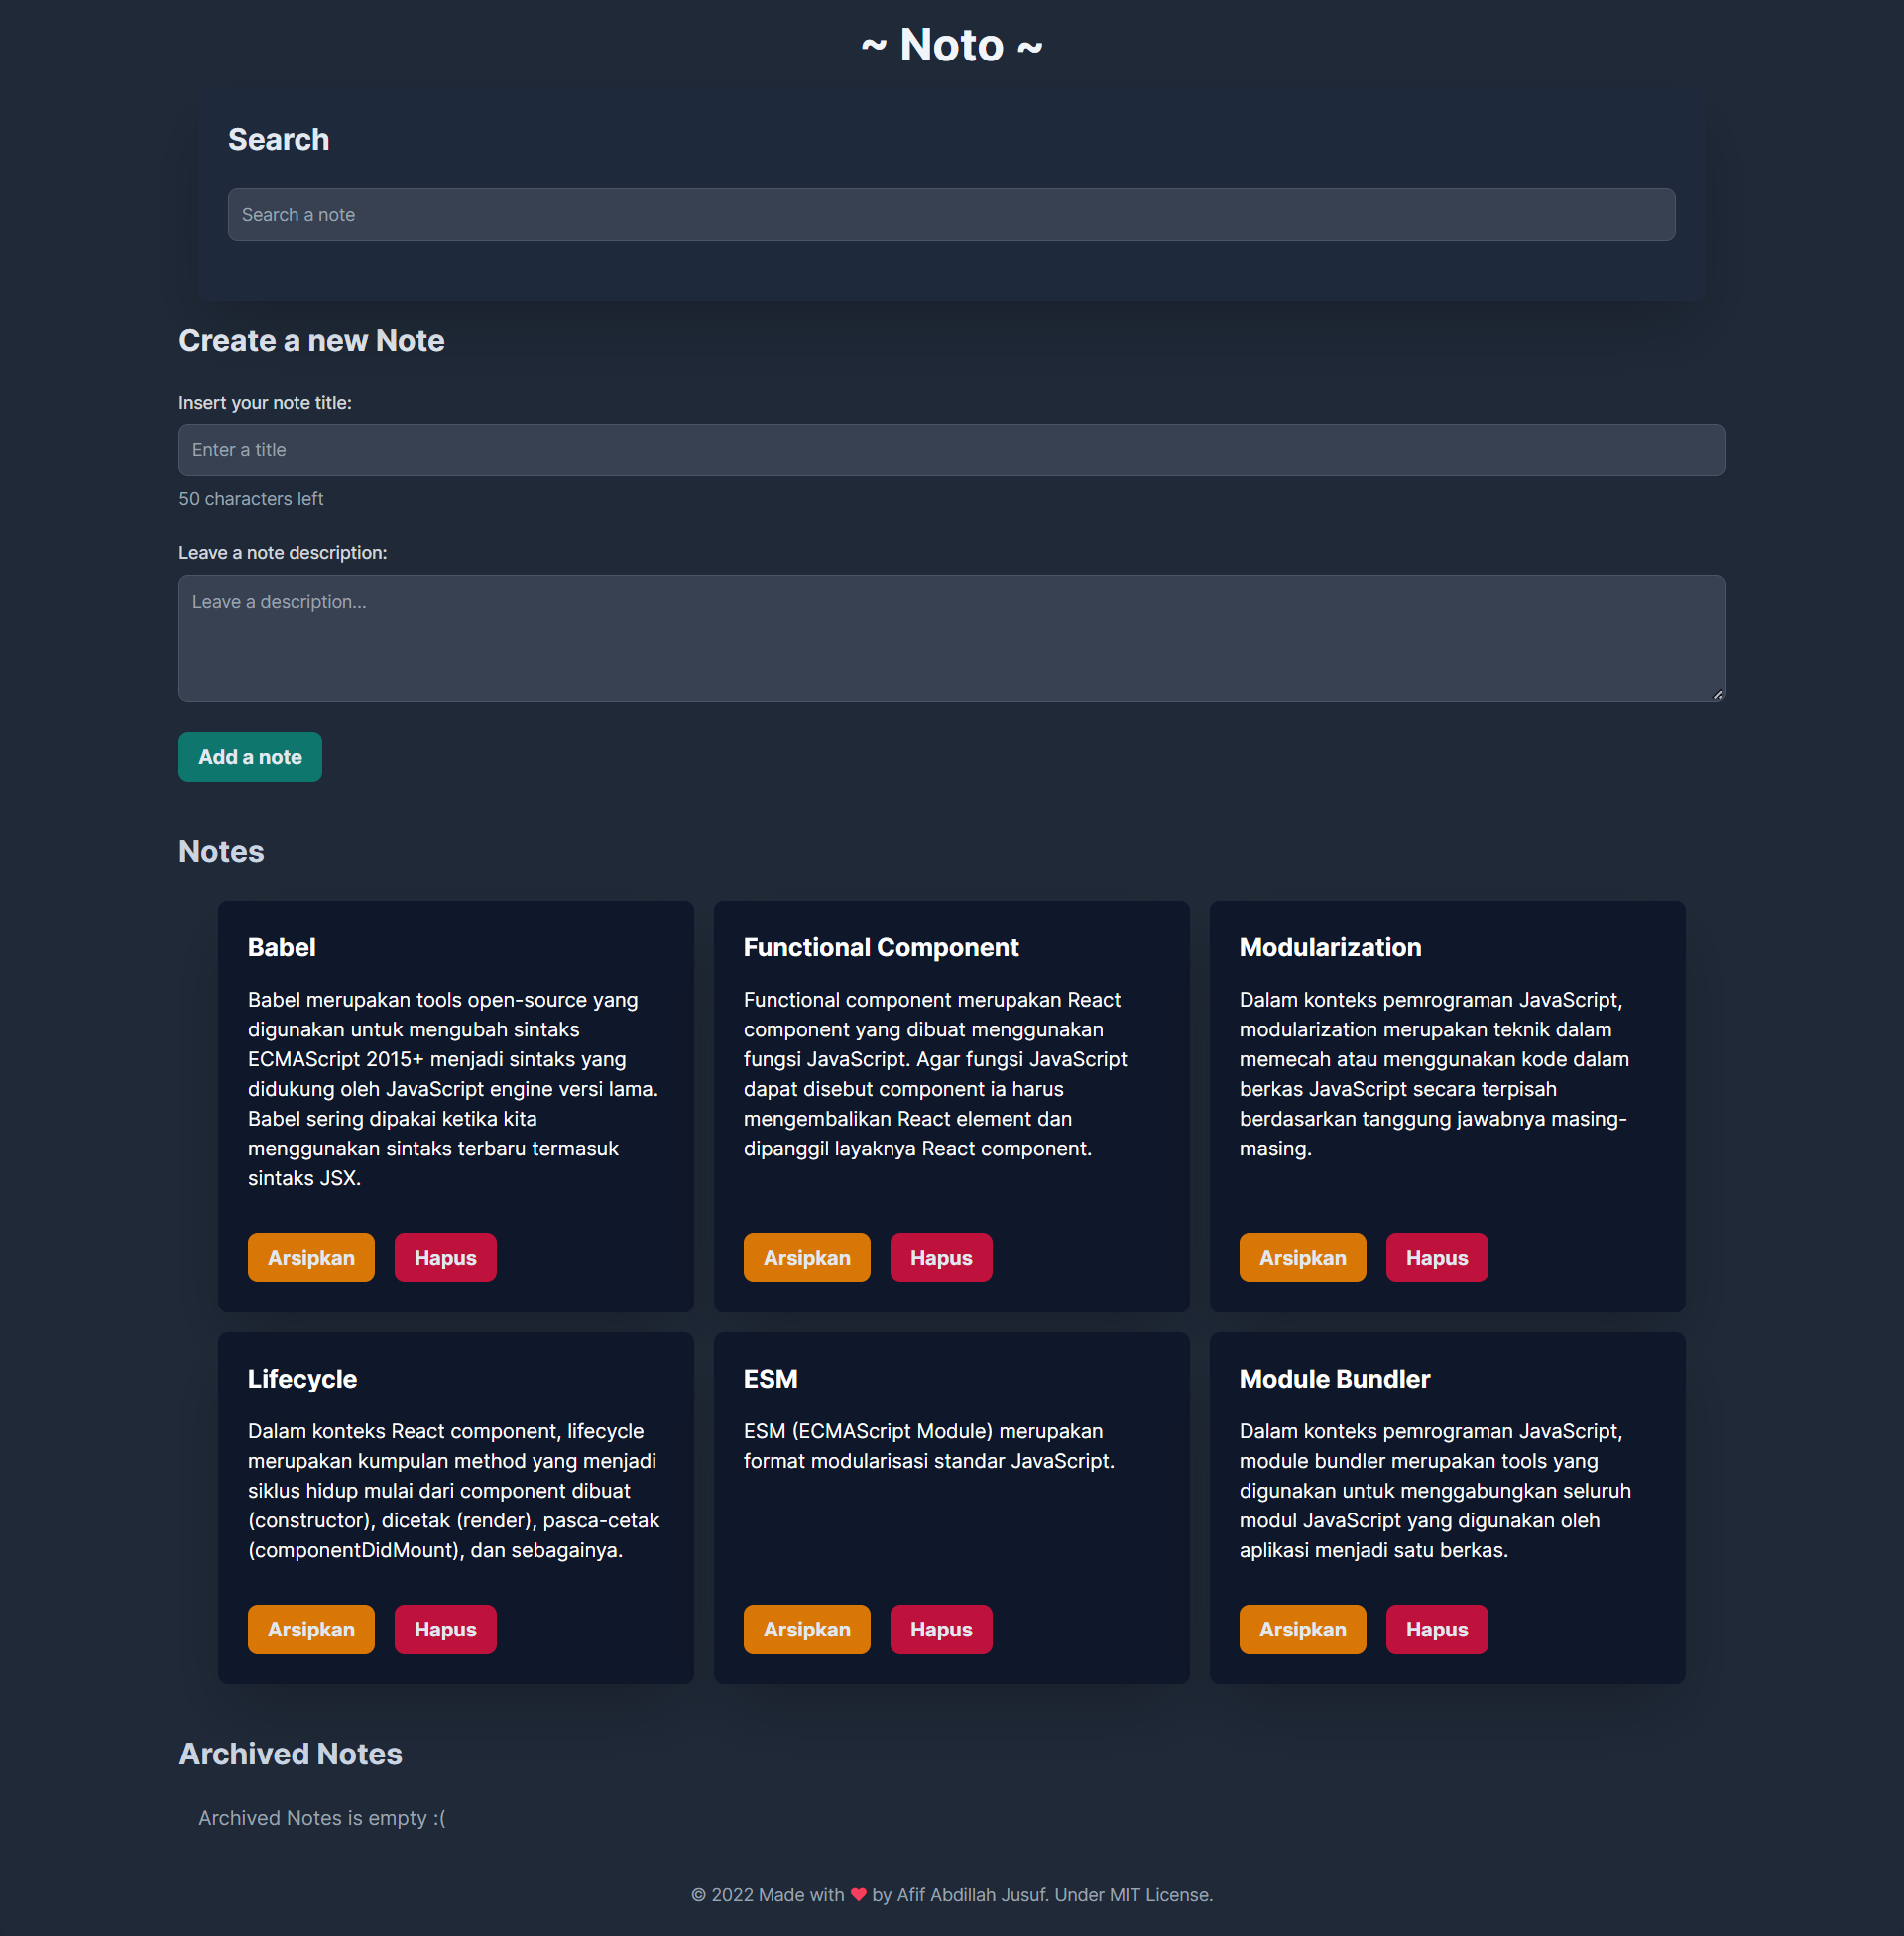 ~ Noto ~
Search
Search a note
Create a new Note
Insert your note title:
Enter a title
50 characters left
Leave a note description:
Leave a description...
Add a note
Notes
Babel
Babel merupakan tools open-source yang
digunakan untuk mengubah sintaks
ECMAScript 2015+ menjadi sintaks yang
didukung oleh JavaScript engine versi lama.
Babel sering dipakai ketika kita
menggunakan sintaks terbaru termasuk
sintaks JSX.
Arsipkan Hapus
Functional Component
Functional component merupakan React
component yang dibuat menggunakan
fungsi JavaScript. Agar fungsi JavaScript
dapat disebut component ia harus
mengembalikan React element dan
dipanggil layaknya React component.
Arsipkan Hapus
Modularization
Dalam konteks pemrograman JavaScript,
modularization merupakan teknik dalam
memecah atau menggunakan kode dalam
berkas JavaScript secara terpisah
berdasarkan tanggung jawabnya masing-
masing.
Arsipkan Hapus
Lifecycle
Dalam konteks React component, lifecycle
merupakan kumpulan method yang menjadi
siklus hidup mulai dari component dibuat
(constructor), dicetak (render), pasca-cetak
(componentDidMount), dan sebagainya.
Arsipkan Hapus
ESM
ESM (ECMAScript Module) merupakan
format modularisasi standar JavaScript.
Arsipkan Hapus
Module Bundler
Dalam konteks pemrograman JavaScript,
module bundler merupakan tools yang
digunakan untuk menggabungkan seluruh
modul JavaScript yang digunakan oleh
aplikasi menjadi satu berkas.
Arsipkan Hapus
Archived Notes
Archived Notes is empty :(
© 2022 Made with ❤ by Afif Abdillah Jusuf. Under MIT License.